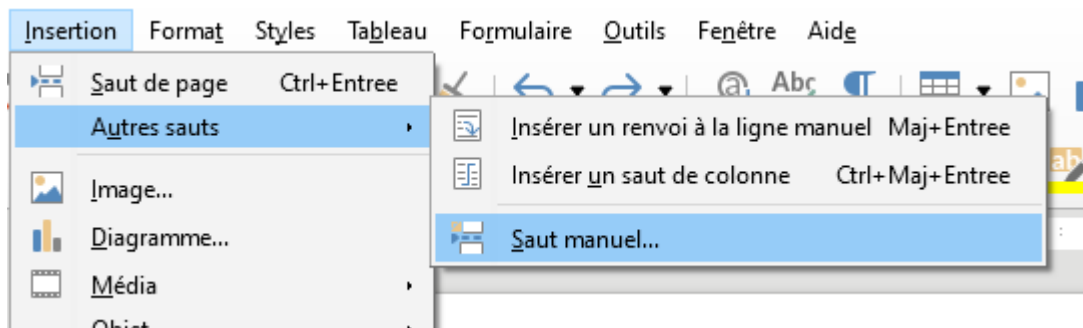 Insertion Format Styles Tableau Formulaire Outils Fenêtre Aide
Saut de page Ctrl+Entree
Autres sauts
Insérer un renvoi à la ligne manuel Maj+Entree
Insérer un saut de colonne Ctrl+Maj+Entree
Saut manuel...
Image...
Diagramme...
Média
Objet